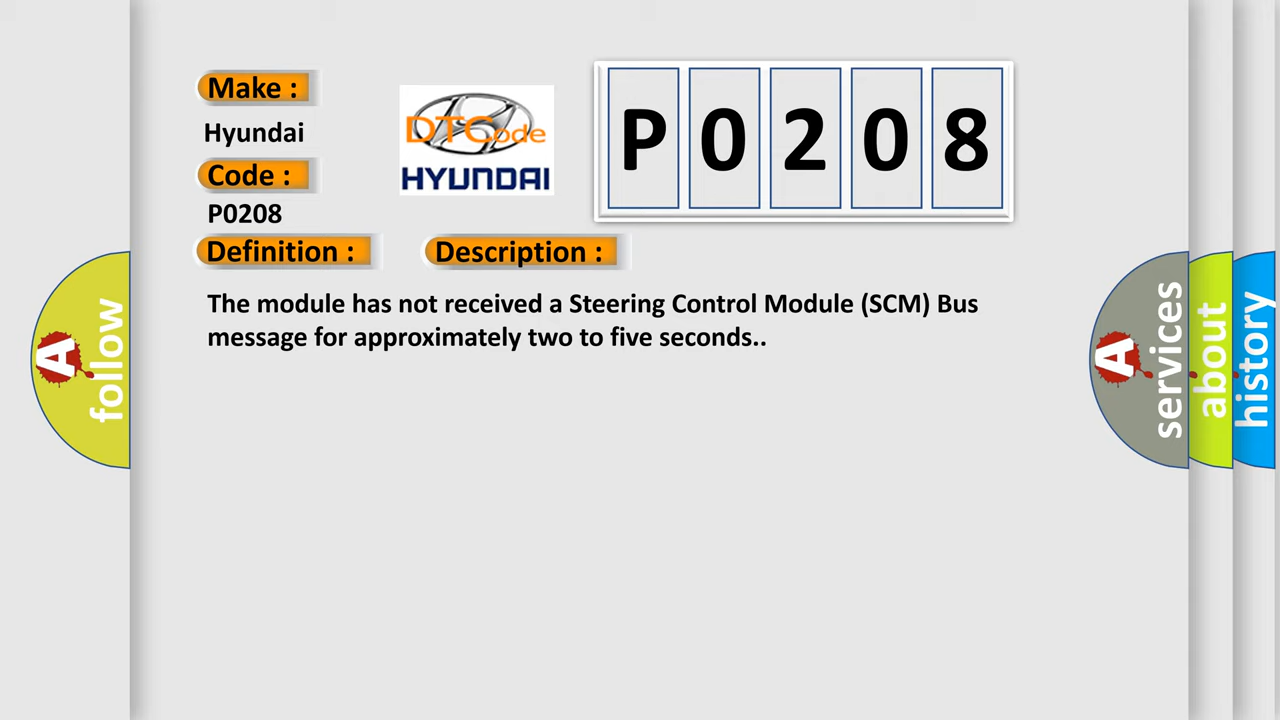 Make :
Hyundai
Code :
P0208
Definition :
Description :
The module has not received a Steering Control Module (SCM) Bus
message for approximately two to five seconds..
DTCode
HYUNDAI
P0208
A
follow
A
services
about
history